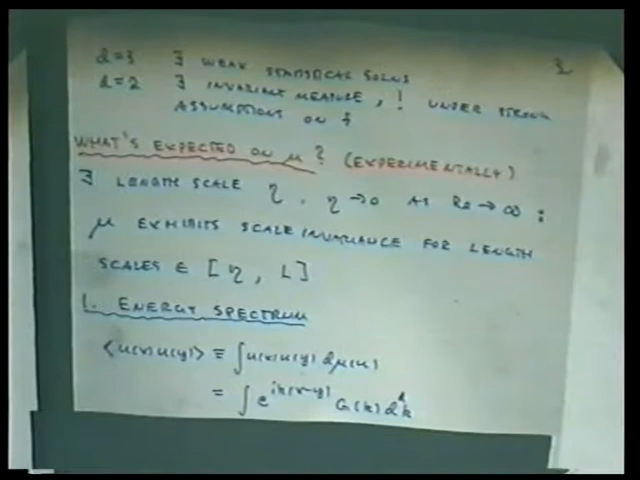 2
d=3 ∃ WEAK STATISTICAL SOLNS
d=2 ∃ INVARIANT MEASURE, ! UNDER STRONG
ASSUMPTIONS ON f
WHAT'S EXPECTED ON μ? (EXPERIMENTALLY)
∃ LENGTH SCALE η, η→0 AS Re→∞ :
μ EXHIBITS SCALE INVARIANCE FOR LENGTH
SCALES ∈ [η, L]
1. ENERGY SPECTRUM
<u(x)u(y)> ≡ ∫u(x)u(y) dμ(u)
= ∫e^{ik(x-y)} G(k) d^d k